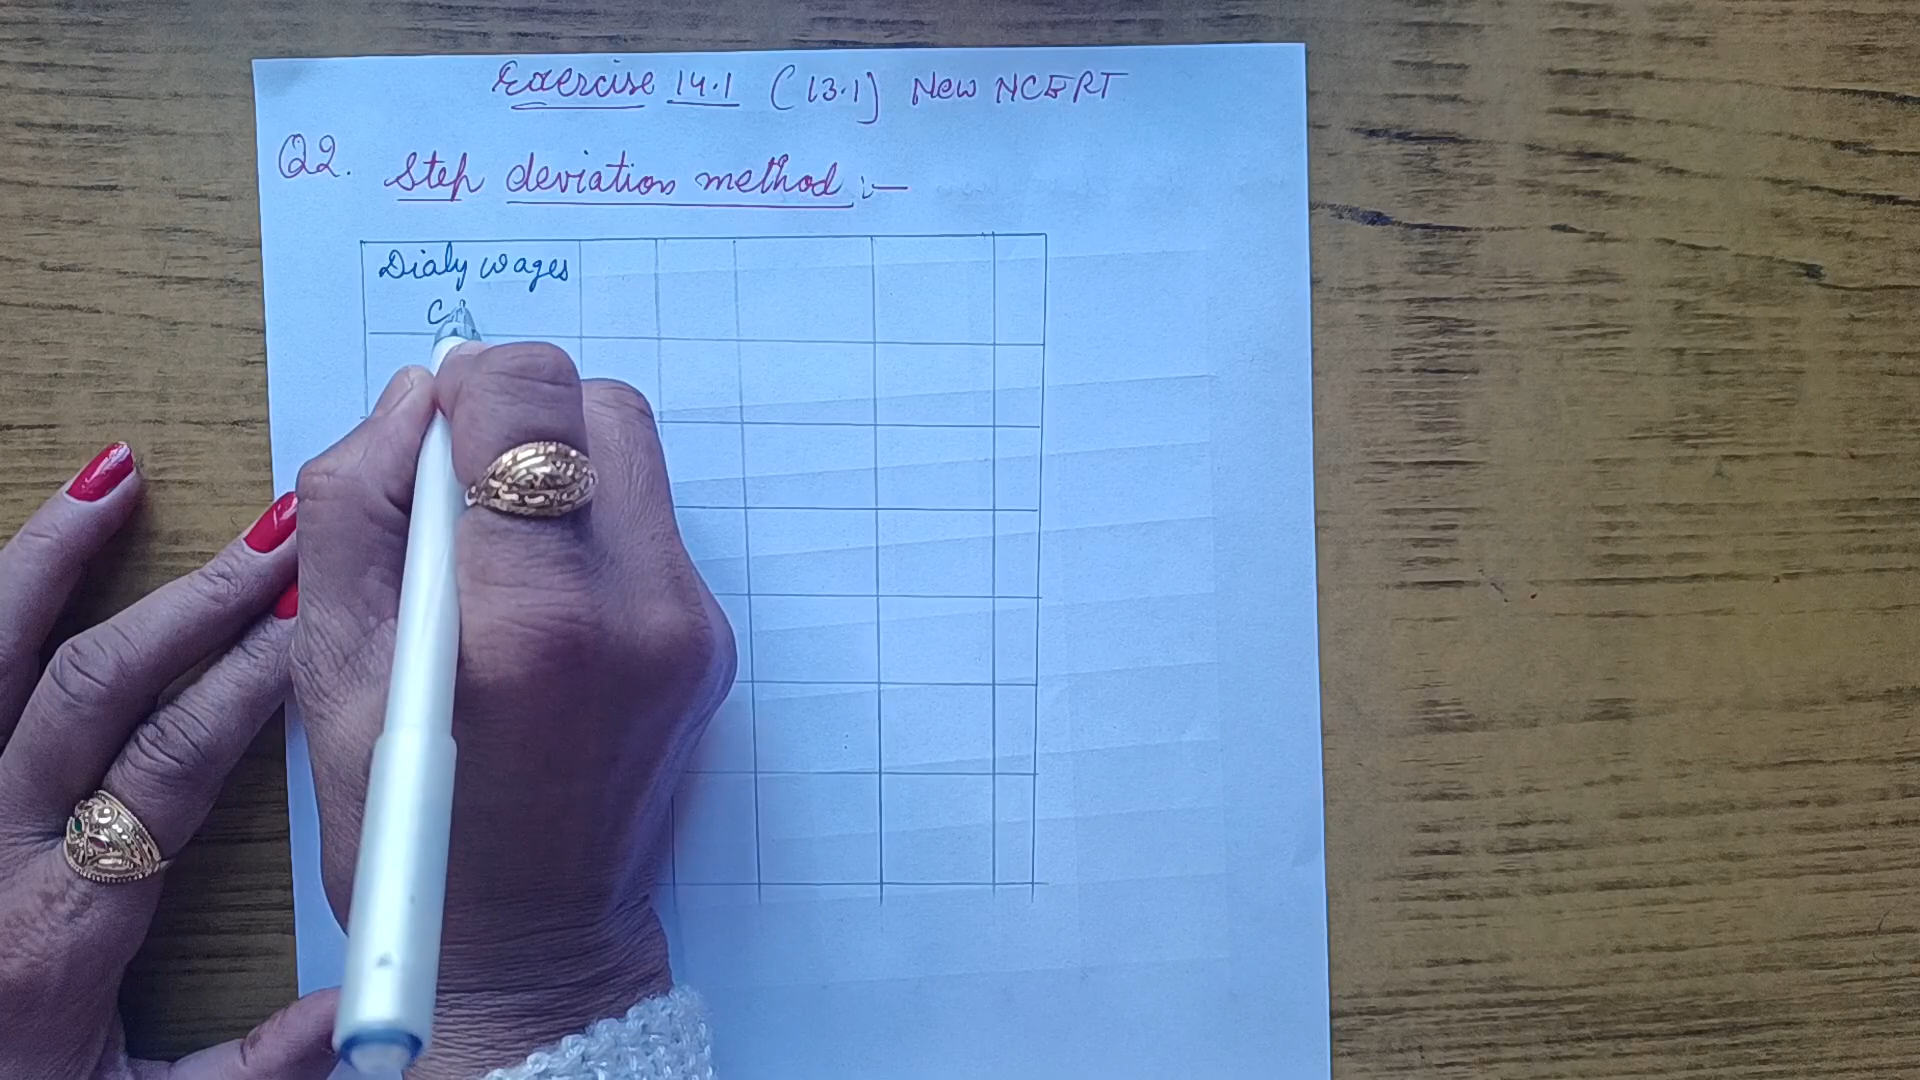 Exercise 14.1 (13.1) New NCERT
Q2. Step deviation method :-
Dialy wages